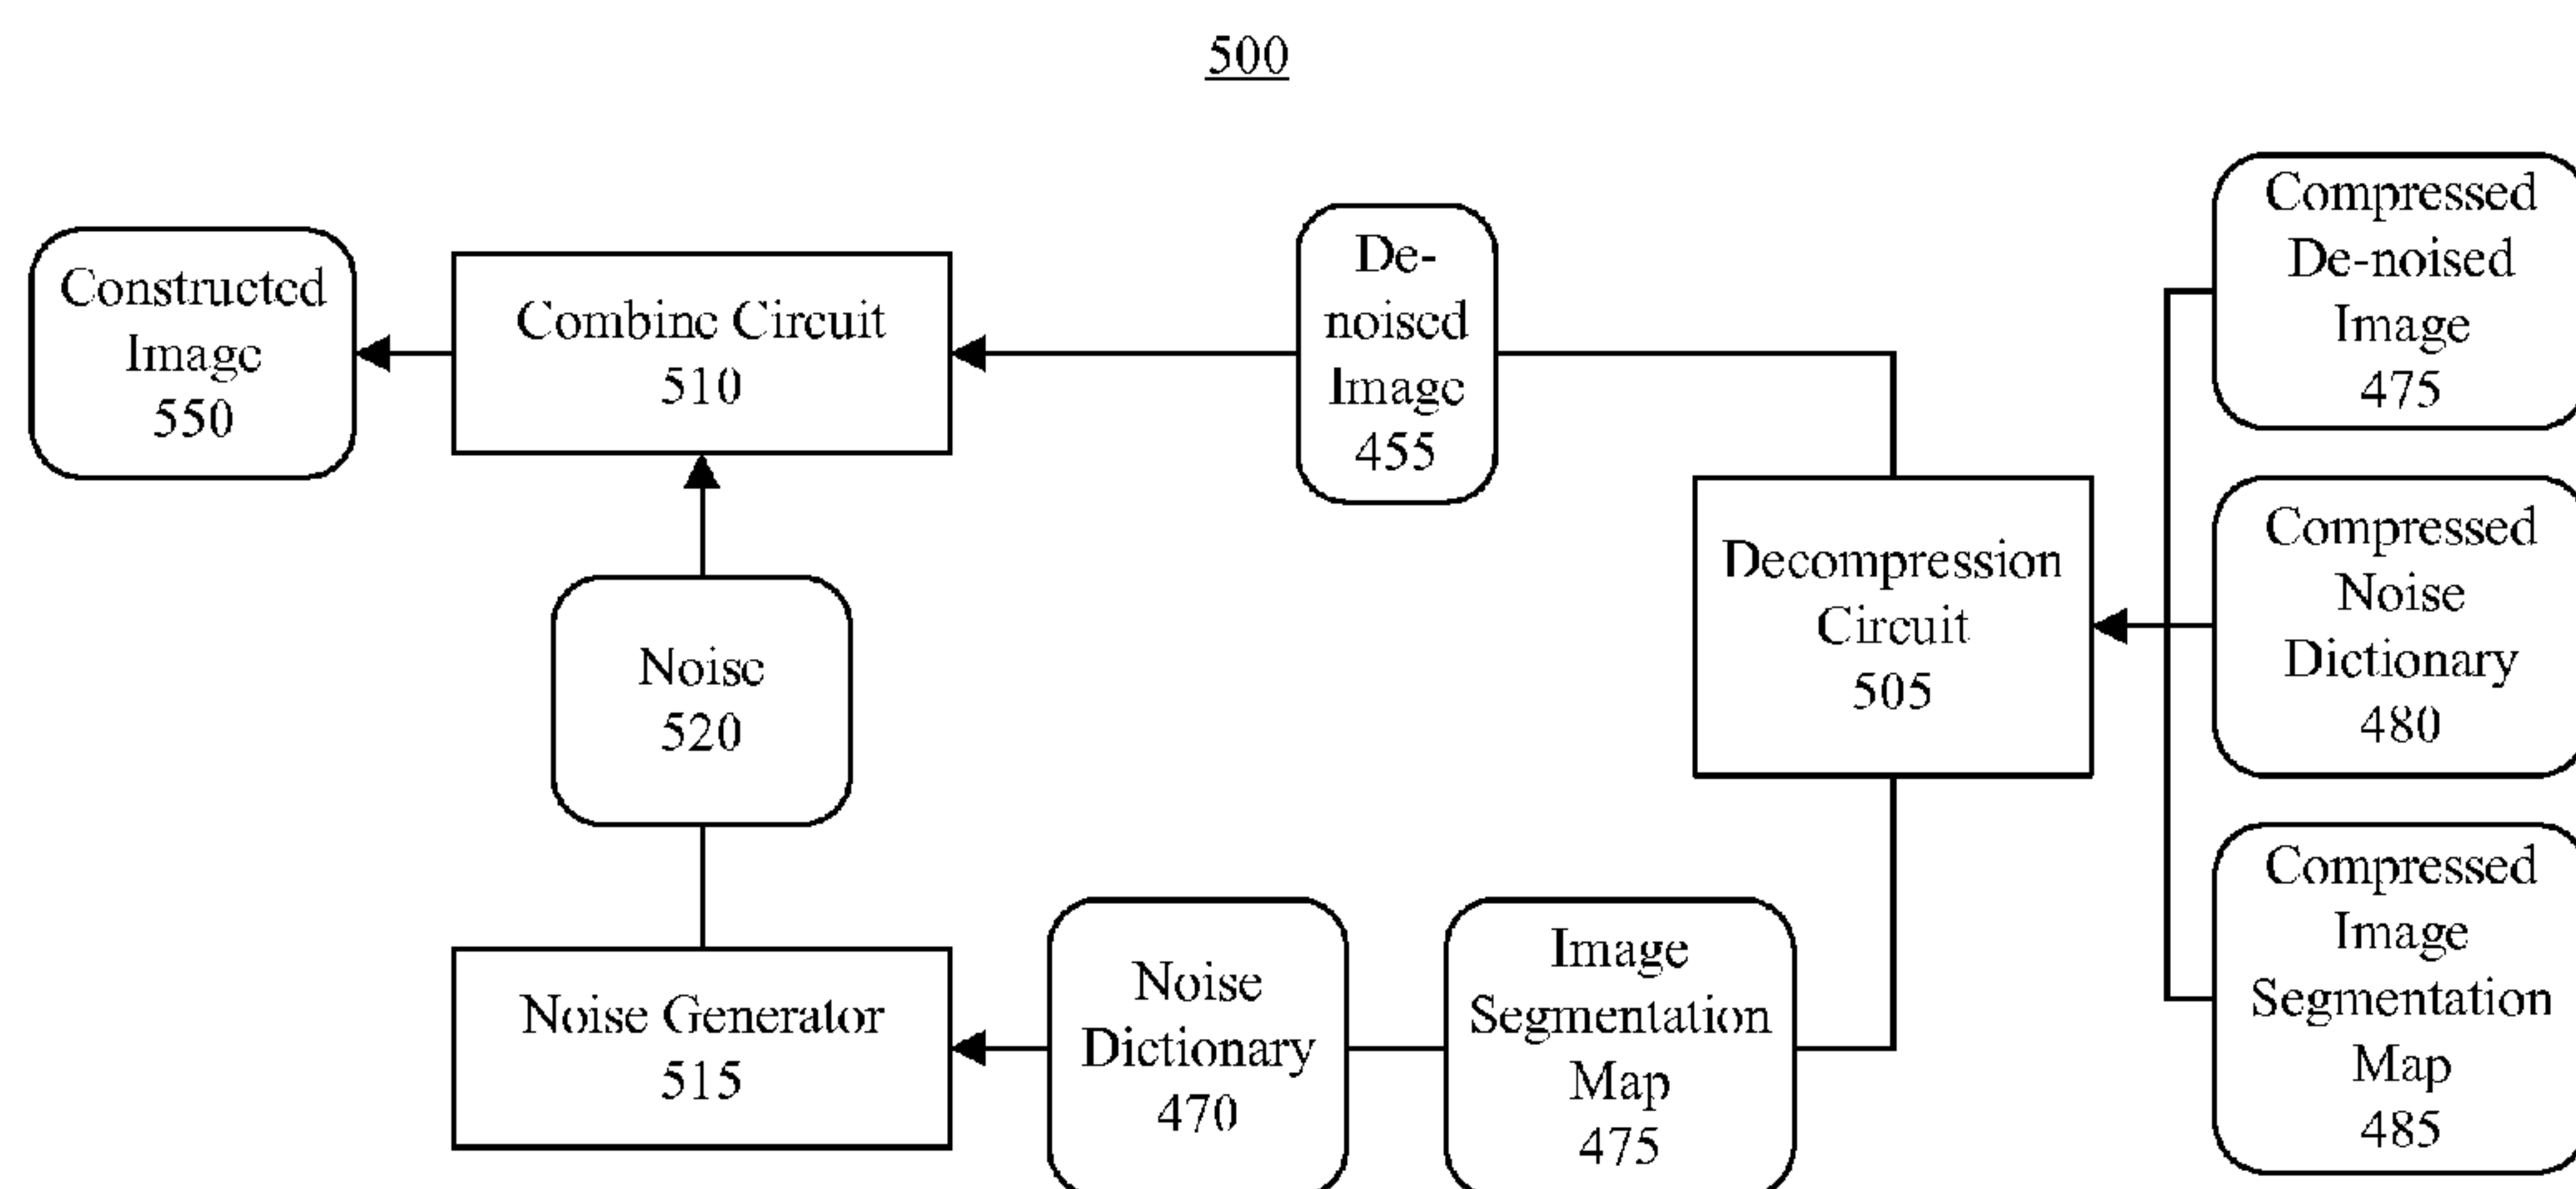 500
Constructed
Image
550
Combine Circuit
510
De-
noised
Image
455
Compressed
De-noised
Image
475
Decompression
Circuit
505
Compressed
Noise
Dictionary
480
Noise
520
Noise Generator
515
Noise
Dictionary
470
Image
Segmentation
Map
475
Compressed
Image
Segmentation
Map
485